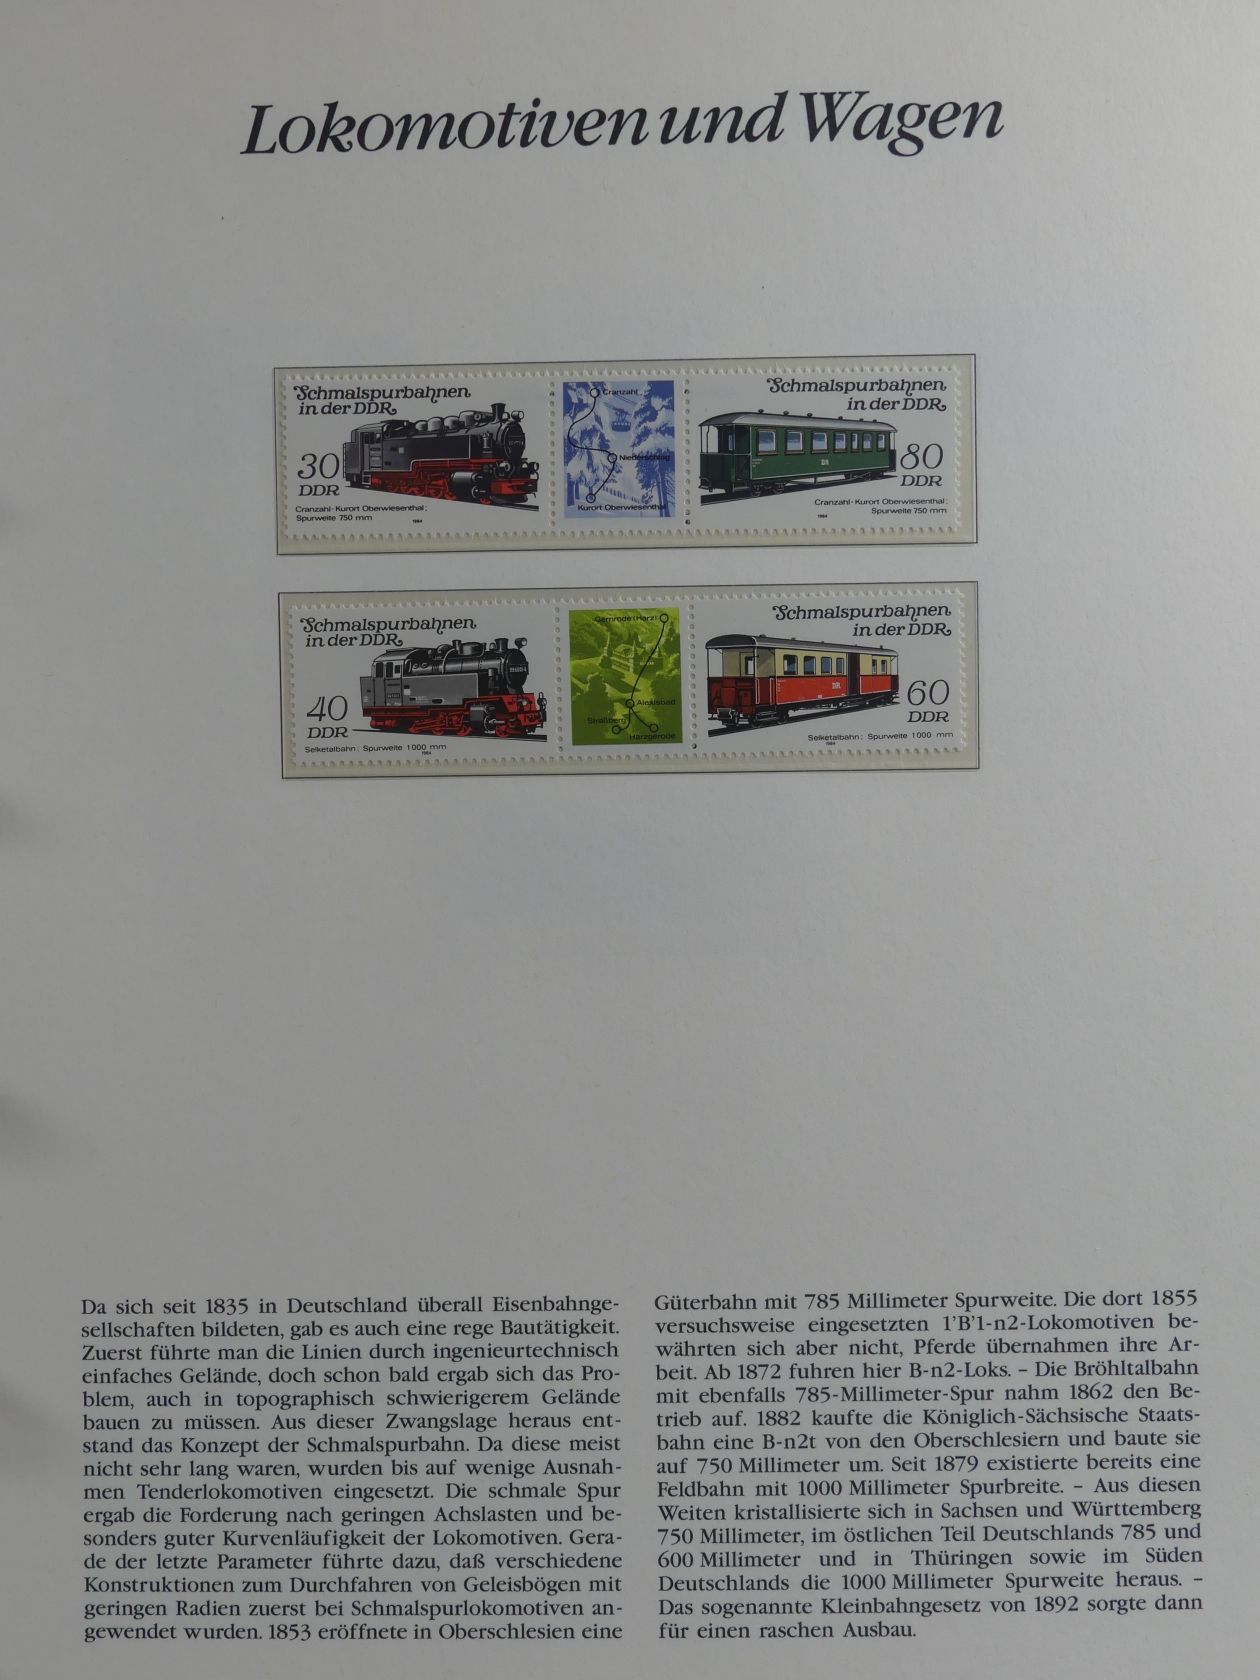 Lokomotiven und Wagen
Schmalspurbahnen
in der DDR
30
DDR
Cranzahl-Kurort Oberwiesenthal;
Spurweite 750 mm
1984
Cranzahl
Niederschlag
Kurort Oberwiesenthal
Schmalspurbahnen
in der DDR
80
DDR
DR
Cranzahl-Kurort Oberwiesenthal;
Spurweite 750 mm
1984
Schmalspurbahnen
in der DDR
40
DDR
Selketalbahn; Spurweite 1000 mm
1984
Gernrode (Harz)
Alexisbad
Straßberg
Harzgerode
Schmalspurbahnen
in der DDR
60
DDR
Selketalbahn; Spurweite 1000 mm
1984
Da sich seit 1835 in Deutschland überall Eisenbahnge-
sellschaften bildeten, gab es auch eine rege Bautätigkeit.
Zuerst führte man die Linien durch ingenieurtechnisch
einfaches Gelände, doch schon bald ergab sich das Pro-
blem, auch in topographisch schwierigerem Gelände
bauen zu müssen. Aus dieser Zwangslage heraus ent-
stand das Konzept der Schmalspurbahn. Da diese meist
nicht sehr lang waren, wurden bis auf wenige Ausnah-
men Tenderlokomotiven eingesetzt. Die schmale Spur
ergab die Forderung nach geringen Achslasten und be-
sonders guter Kurvenläufigkeit der Lokomotiven. Gera-
de der letzte Parameter führte dazu, daß verschiedene
Konstruktionen zum Durchfahren von Geleisbögen mit
geringen Radien zuerst bei Schmalspurlokomotiven an-
gewendet wurden. 1853 eröffnete in Oberschlesien eine
Güterbahn mit 785 Millimeter Spurweite. Die dort 1855
versuchsweise eingesetzten 1'B'1-n2-Lokomotiven be-
währten sich aber nicht, Pferde übernahmen ihre Ar-
beit. Ab 1872 fuhren hier B-n2-Loks. – Die Bröhltalbahn
mit ebenfalls 785-Millimeter-Spur nahm 1862 den Be-
trieb auf. 1882 kaufte die Königlich-Sächsische Staats-
bahn eine B-n2t von den Oberschlesiern und baute sie
auf 750 Millimeter um. Seit 1879 existierte bereits eine
Feldbahn mit 1000 Millimeter Spurbreite. – Aus diesen
Weiten kristallisierte sich in Sachsen und Württemberg
750 Millimeter, im östlichen Teil Deutschlands 785 und
600 Millimeter und in Thüringen sowie im Süden
Deutschlands die 1000 Millimeter Spurweite heraus. –
Das sogenannte Kleinbahngesetz von 1892 sorgte dann
für einen raschen Ausbau.